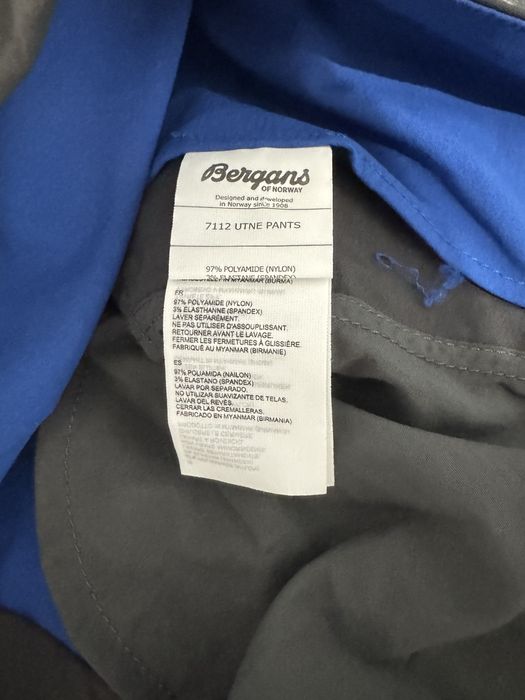 Bergans
OF NORWAY
Designed and developed
in Norway since 1908
7112 UTNE PANTS
97% POLYAMIDE (NYLON)
3% ELASTANE (SPANDEX)
FR
97% POLYAMIDE (NYLON)
3% ELASTHANNE (SPANDEX)
LAVER SÉPARÉMENT.
NE PAS UTILISER D'ASSOUPLISSANT.
RETOURNER AVANT LE LAVAGE.
FERMER LES FERMETURES À GLISSIÈRE.
FABRIQUÉ AU MYANMAR (BIRMANIE)
ES
97% POLIAMIDA (NAILON)
3% ELASTANO (SPANDEX)
LAVAR POR SEPARADO.
NO UTILIZAR SUAVIZANTE DE TELAS.
LAVAR DEL REVÉS.
CERRAR LAS CREMALLERAS.
FABRICADO EN MYANMAR (BIRMANIA)